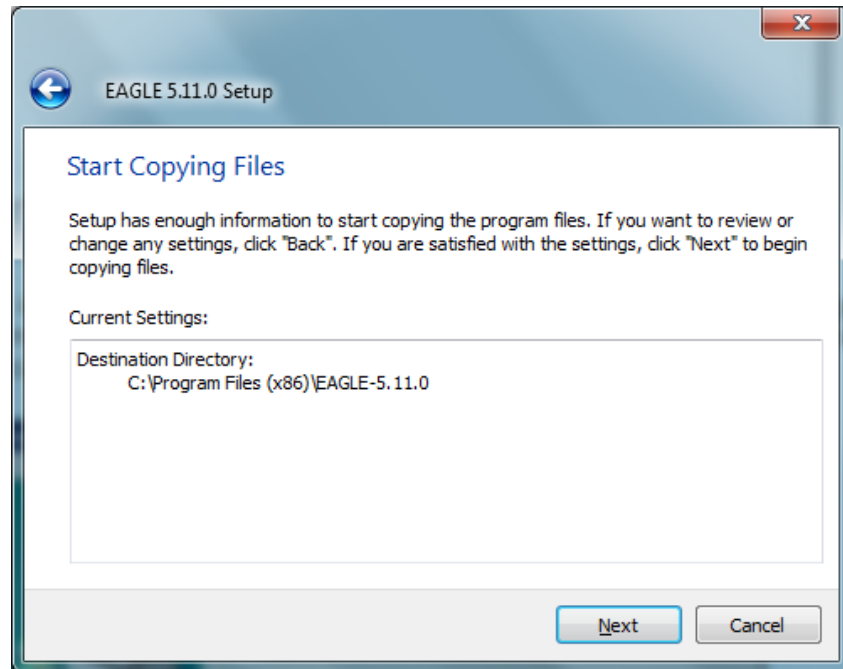 EAGLE 5.11.0 Setup
Start Copying Files
Setup has enough information to start copying the program files. If you want to review or
change any settings, click "Back". If you are satisfied with the settings, click "Next" to begin
copying files.
Current Settings:
Destination Directory:
C:\Program Files (x86)\EAGLE-5.11.0
Next
Cancel